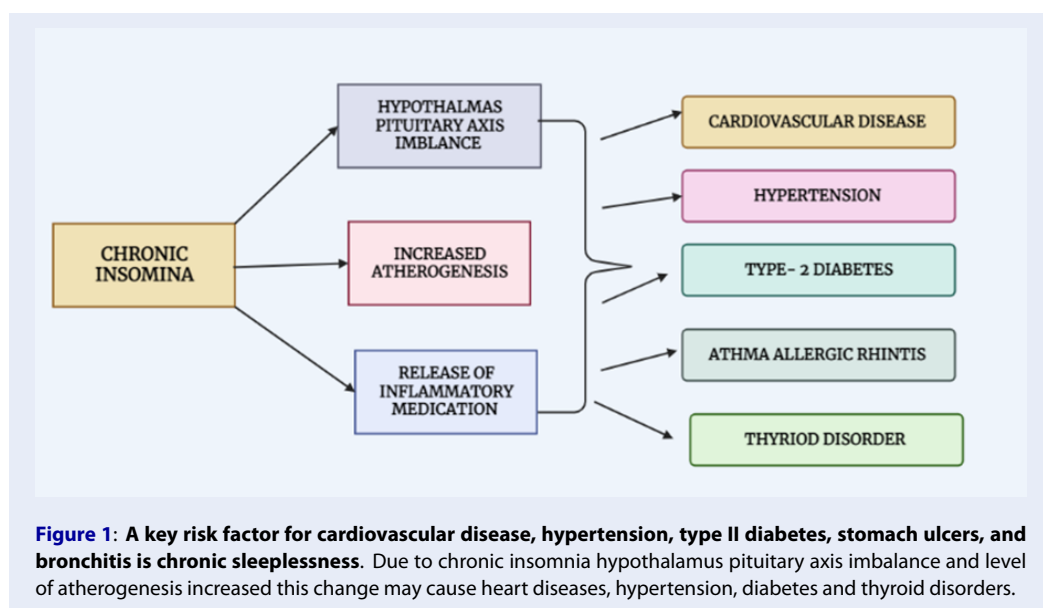 HYPOTHALMAS
PITUITARY AXIS
IMBLANCE
CHRONIC
INSOMINA
INCREASED
ATHEROGENESIS
RELEASE OF
INFLAMMATORY
MEDICATION
CARDIOVASCULAR DISEASE
HYPERTENSION
TYPE- 2 DIABETES
ATHMA ALLERGIC RHINTIS
THYRIOD DISORDER
Figure 1: A key risk factor for cardiovascular disease, hypertension, type II diabetes, stomach ulcers, and
bronchitis is chronic sleeplessness. Due to chronic insomnia hypothalamus pituitary axis imbalance and level
of atherogenesis increased this change may cause heart diseases, hypertension, diabetes and thyroid disorders.